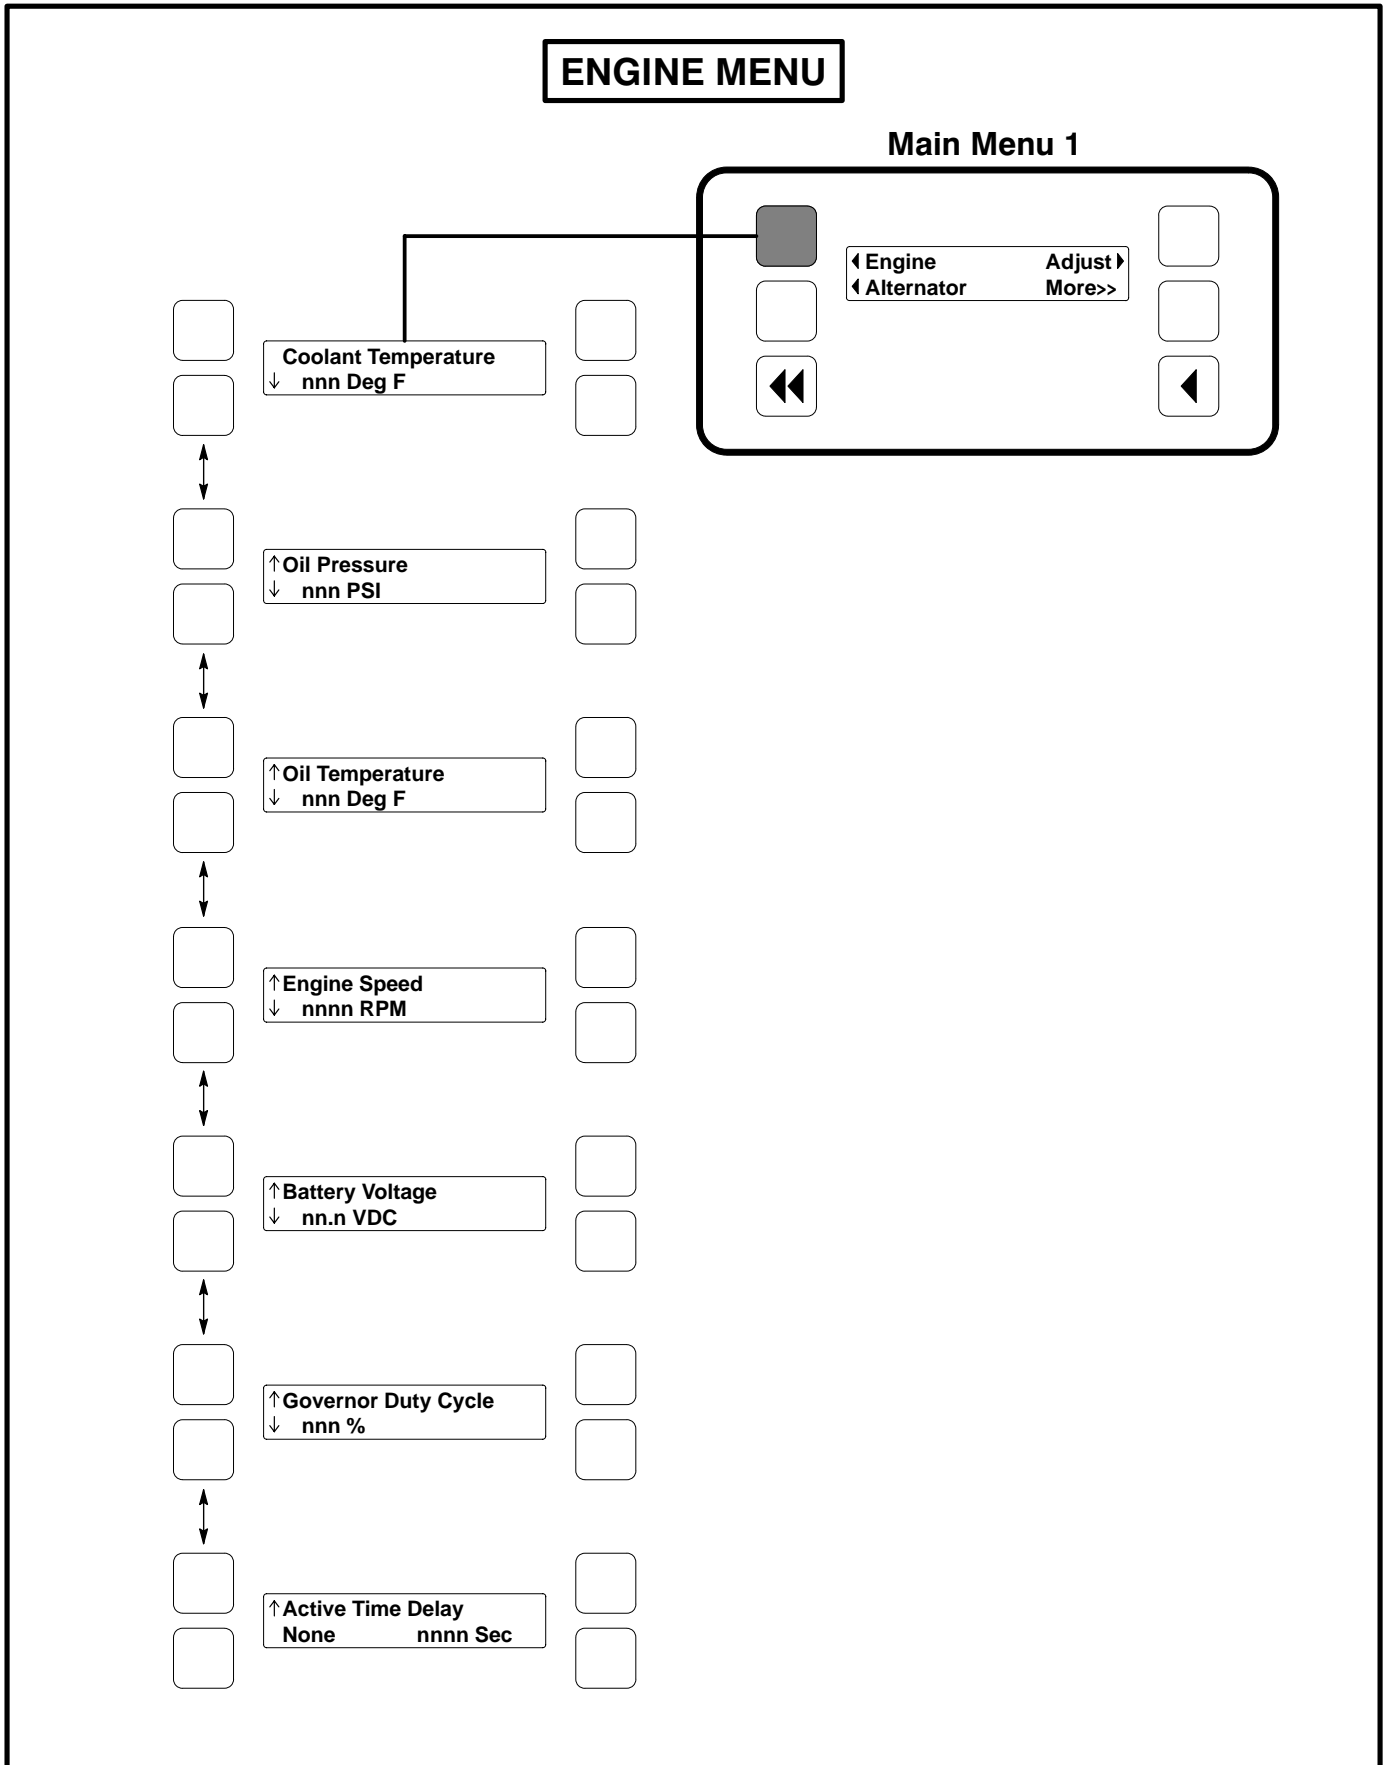 ENGINE MENU
Main Menu 1
Engine Adjust
Alternator More>>
Coolant Temperature
↓ nnn Deg F
↑Oil Pressure
↓ nnn PSI
↑Oil Temperature
↓ nnn Deg F
↑Engine Speed
↓ nnnn RPM
↑Battery Voltage
↓ nn.n VDC
↑Governor Duty Cycle
↓ nnn %
↑Active Time Delay
None nnnn Sec